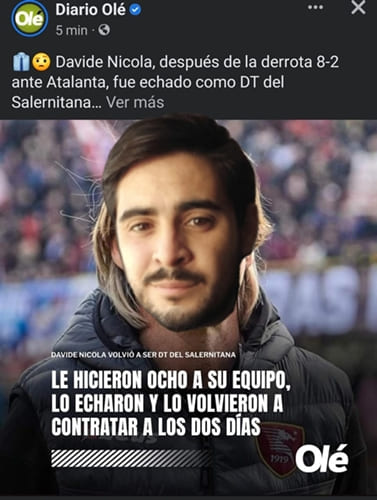 Olé
Diario Olé
5 min ·
Davide Nicola, después de la derrota 8-2
ante Atalanta, fue echado como DT del
Salernitana... Ver más
DAVIDE NICOLA VOLVIÓ A SER DT DEL SALERNITANA
LE HICIERON OCHO A SU EQUIPO,
LO ECHARON Y LO VOLVIERON A
CONTRATAR A LOS DOS DÍAS
1919
Olé